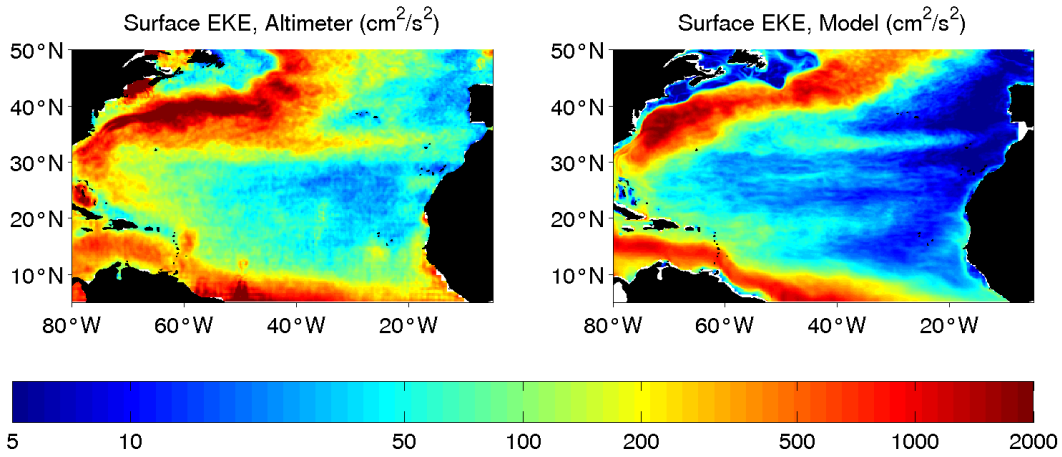 Surface EKE, Altimeter (cm²/s²)
Surface EKE, Model (cm²/s²)
50°N
40°N
30°N
20°N
10°N
80°W 60°W 40°W 20°W
50°N
40°N
30°N
20°N
10°N
80°W 60°W 40°W 20°W
5 10 50 100 200 500 1000 2000